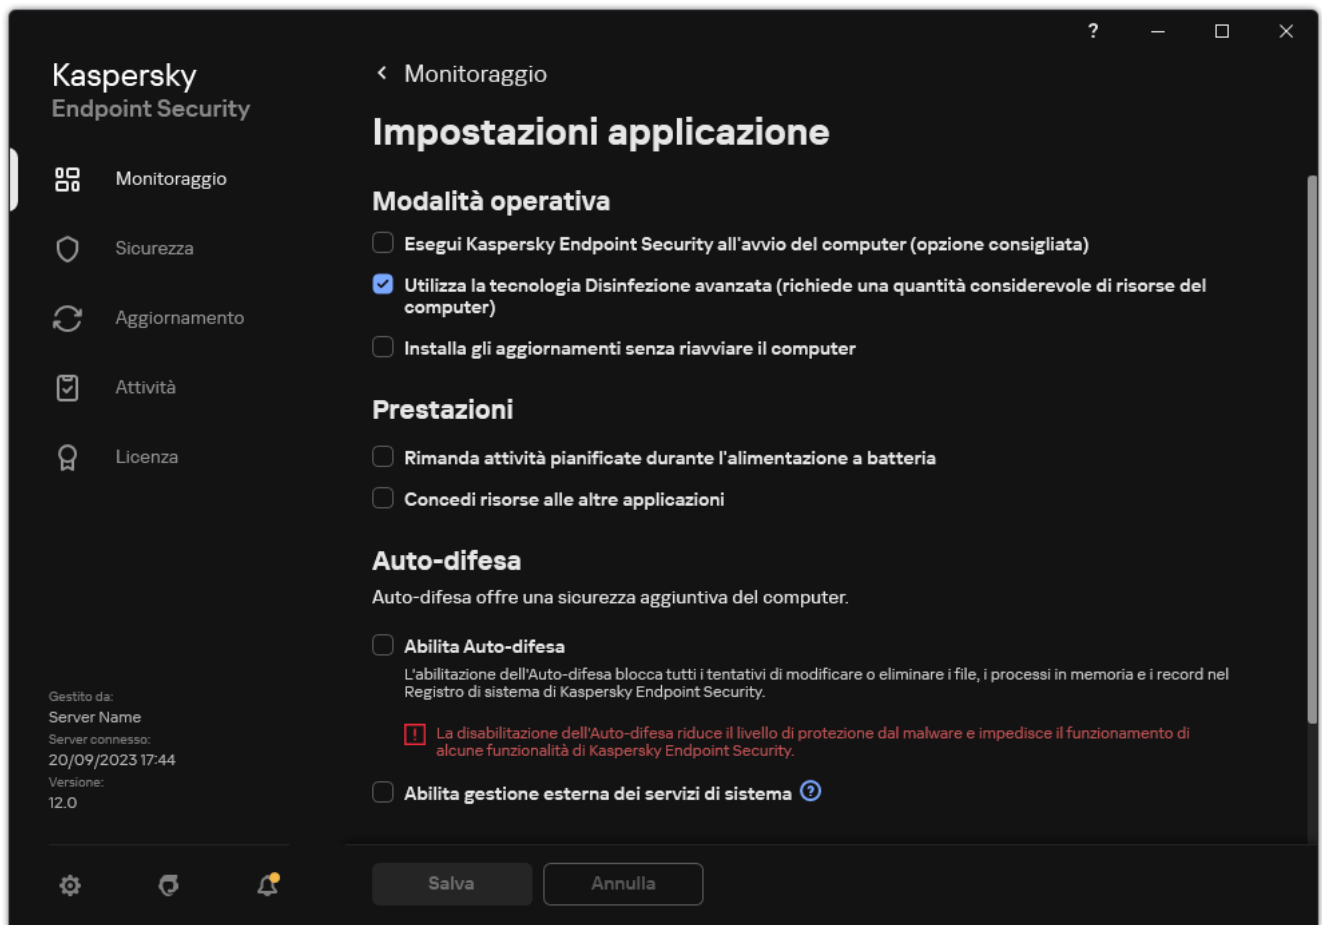 ?
Kaspersky
Endpoint Security
Monitoraggio
Sicurezza
Aggiornamento
Attività
Licenza
Gestito da:
Server Name
Server connesso:
20/09/2023 17:44
Versione:
12.0
Monitoraggio
Impostazioni applicazione
Modalità operativa
Esegui Kaspersky Endpoint Security all'avvio del computer (opzione consigliata)
Utilizza la tecnologia Disinfezione avanzata (richiede una quantità considerevole di risorse del
computer)
Installa gli aggiornamenti senza riavviare il computer
Prestazioni
Rimanda attività pianificate durante l'alimentazione a batteria
Concedi risorse alle altre applicazioni
Auto-difesa
Auto-difesa offre una sicurezza aggiuntiva del computer.
Abilita Auto-difesa
L'abilitazione dell'Auto-difesa blocca tutti i tentativi di modificare o eliminare i file, i processi in memoria e i record nel
Registro di sistema di Kaspersky Endpoint Security.
! La disabilitazione dell'Auto-difesa riduce il livello di protezione dal malware e impedisce il funzionamento di
alcune funzionalità di Kaspersky Endpoint Security.
Abilita gestione esterna dei servizi di sistema ?
Salva
Annulla